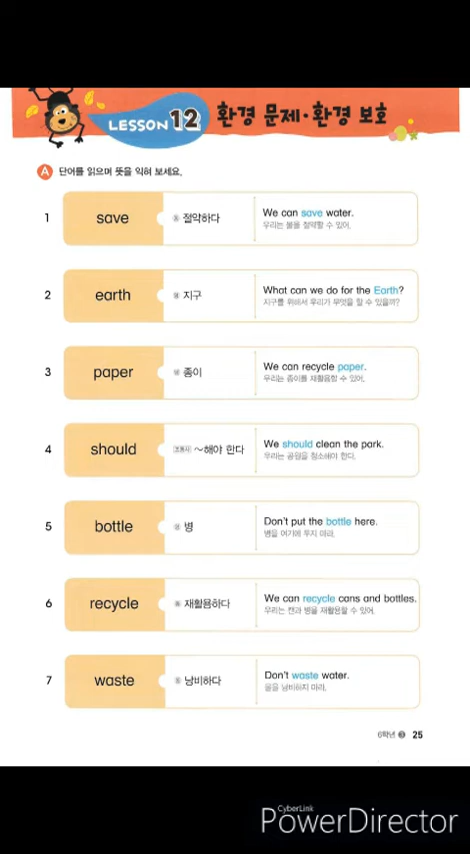 LESSON 12 환경 문제·환경 보호
A 단어를 읽으며 뜻을 익혀 보세요.
1 save 동 절약하다 We can save water.
우리는 물을 절약할 수 있어.
2 earth 명 지구 What can we do for the Earth?
지구를 위해서 우리가 무엇을 할 수 있을까?
3 paper 명 종이 We can recycle paper.
우리는 종이를 재활용할 수 있어.
4 should 조동사 ~해야 한다 We should clean the park.
우리는 공원을 청소해야 한다.
5 bottle 명 병 Don't put the bottle here.
병을 여기에 두지 마라.
6 recycle 동 재활용하다 We can recycle cans and bottles.
우리는 캔과 병을 재활용할 수 있어.
7 waste 동 낭비하다 Don't waste water.
물을 낭비하지 마라.
6학년 2 25
CyberLink
PowerDirector